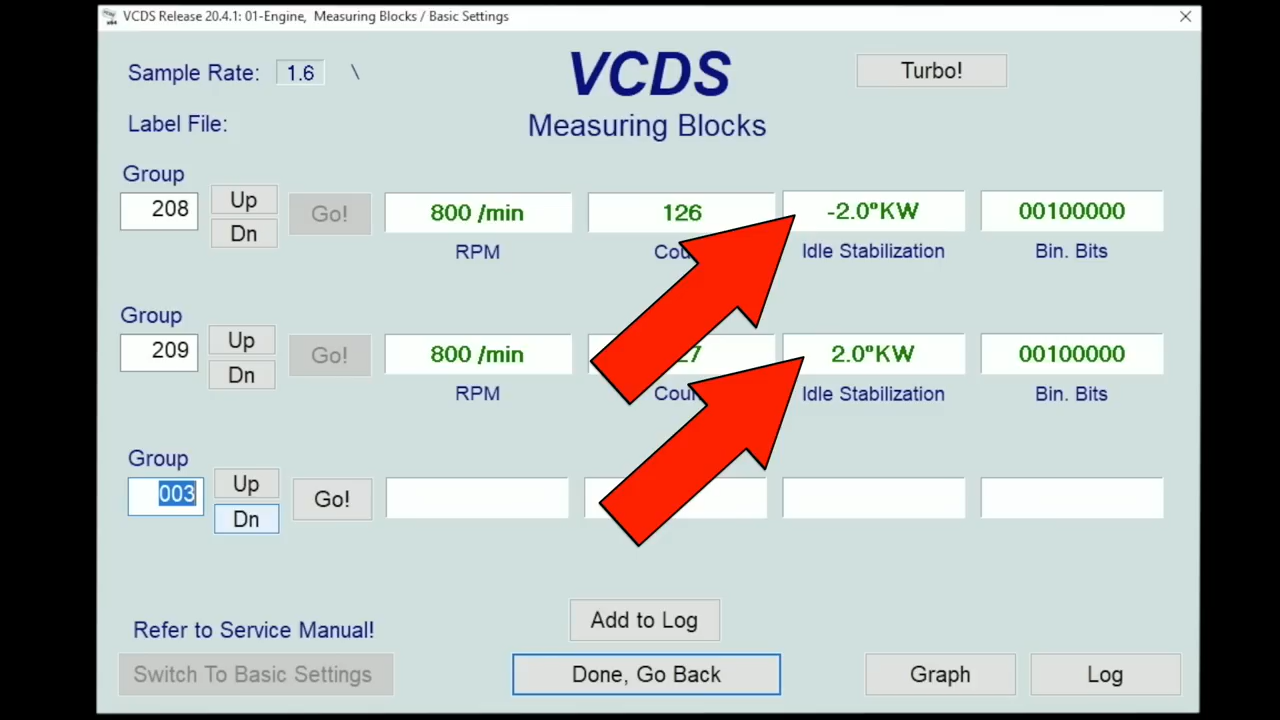 VCDS Release 20.4.1: 01-Engine, Measuring Blocks / Basic Settings
Sample Rate: 1.6 \
VCDS
Turbo!
Label File:
Measuring Blocks
Group
208 Up Dn Go! 800 /min 126 -2.0°KW 00100000
RPM Idle Stabilization Bin. Bits
Group
209 Up Dn Go! 800 /min 2.0°KW 00100000
RPM Idle Stabilization Bin. Bits
Group
003 Up Dn Go!
Add to Log
Refer to Service Manual!
Switch To Basic Settings Done, Go Back Graph Log